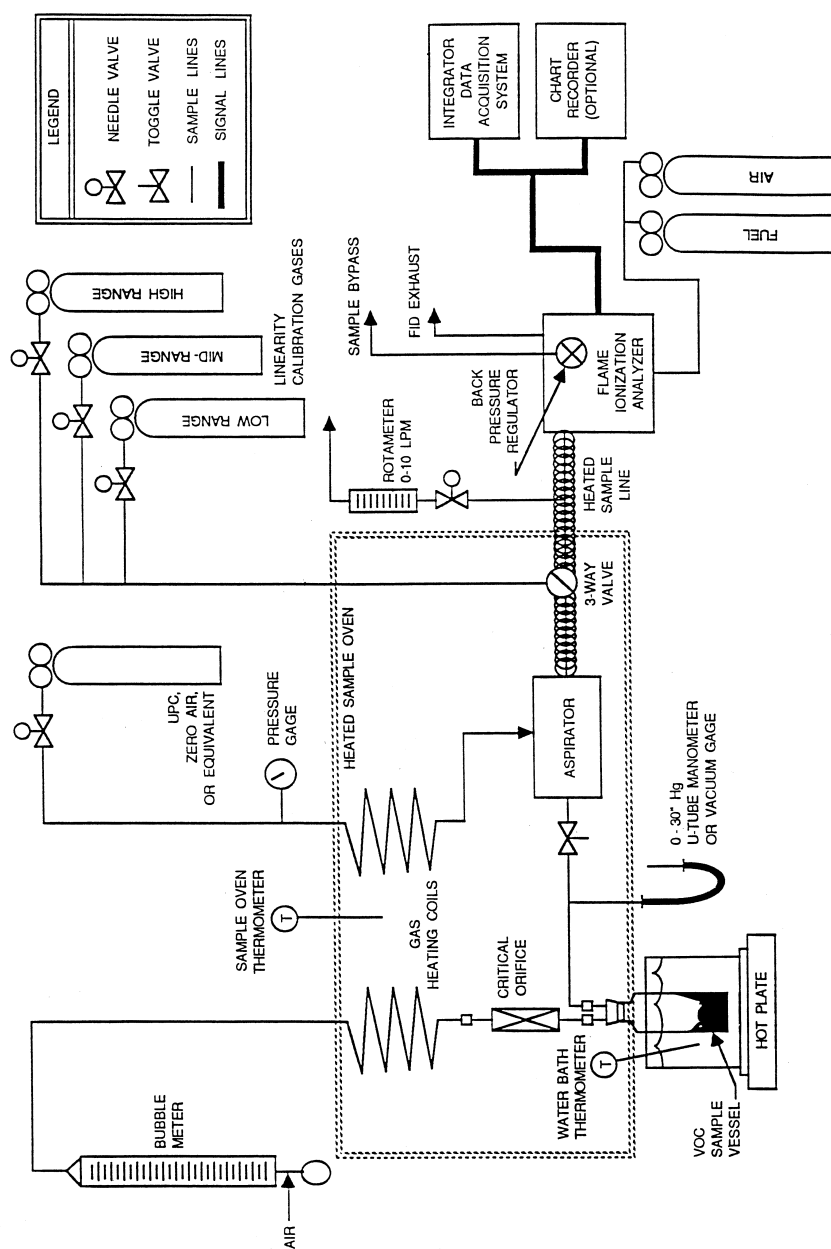 LEGEND
NEEDLE VALVE
TOGGLE VALVE
SAMPLE LINES
SIGNAL LINES
HIGH RANGE
MID-RANGE
LOW RANGE
LINEARITY
CALIBRATION GASES
UPC,
ZERO AIR,
OR EQUIVALENT
PRESSURE
GAGE
SAMPLE OVEN
THERMOMETER
T
BUBBLE
METER
AIR
HEATED SAMPLE OVEN
GAS
HEATING COILS
CRITICAL
ORIFICE
WATER BATH
THERMOMETER
T
VOC
SAMPLE
VESSEL
HOT PLATE
0 - 30" Hg
U-TUBE MANOMETER
OR VACUUM GAGE
ASPIRATOR
3-WAY
VALVE
HEATED
SAMPLE
LINE
ROTAMETER
0-10 LPM
BACK
PRESSURE
REGULATOR
SAMPLE BYPASS
FID EXHAUST
FLAME
IONIZATION
ANALYZER
INTEGRATOR
DATA
ACQUISITION
SYSTEM
CHART
RECORDER
(OPTIONAL)
FUEL
AIR